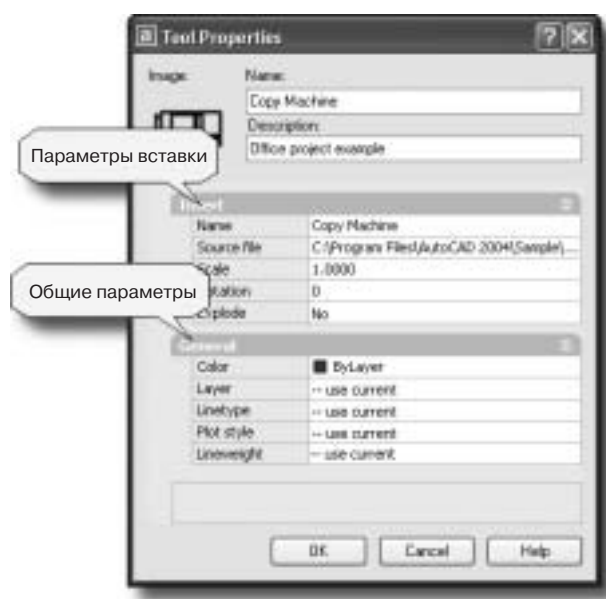 Tool Properties
Image: Name:
Copy Machine
Description:
Office project example
Параметры вставки
Insert
Name Copy Machine
Source file C:\Program Files\AutoCAD 2004\Sample\...
Scale 1.0000
Общие параметры
Rotation 0
Explode No
General
Color ByLayer
Layer -- use current
Linetype -- use current
Plot style -- use current
Lineweight -- use current
OK Cancel Help